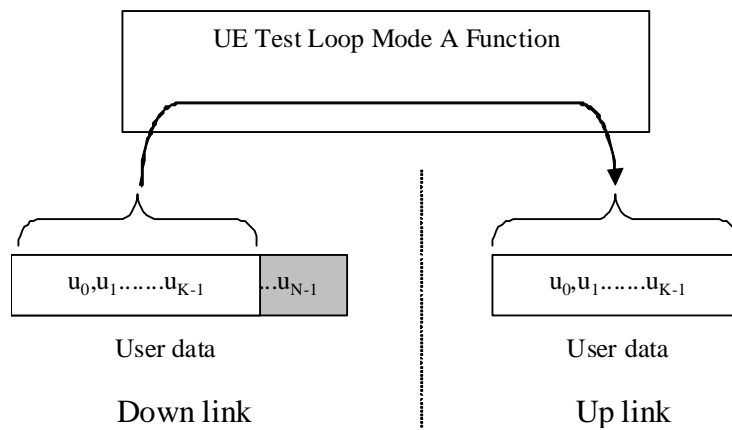 UE Test Loop Mode A Function
u0,u1.......uK-1 ...uN-1
u0,u1.......uK-1
User data
User data
Down link
Up link